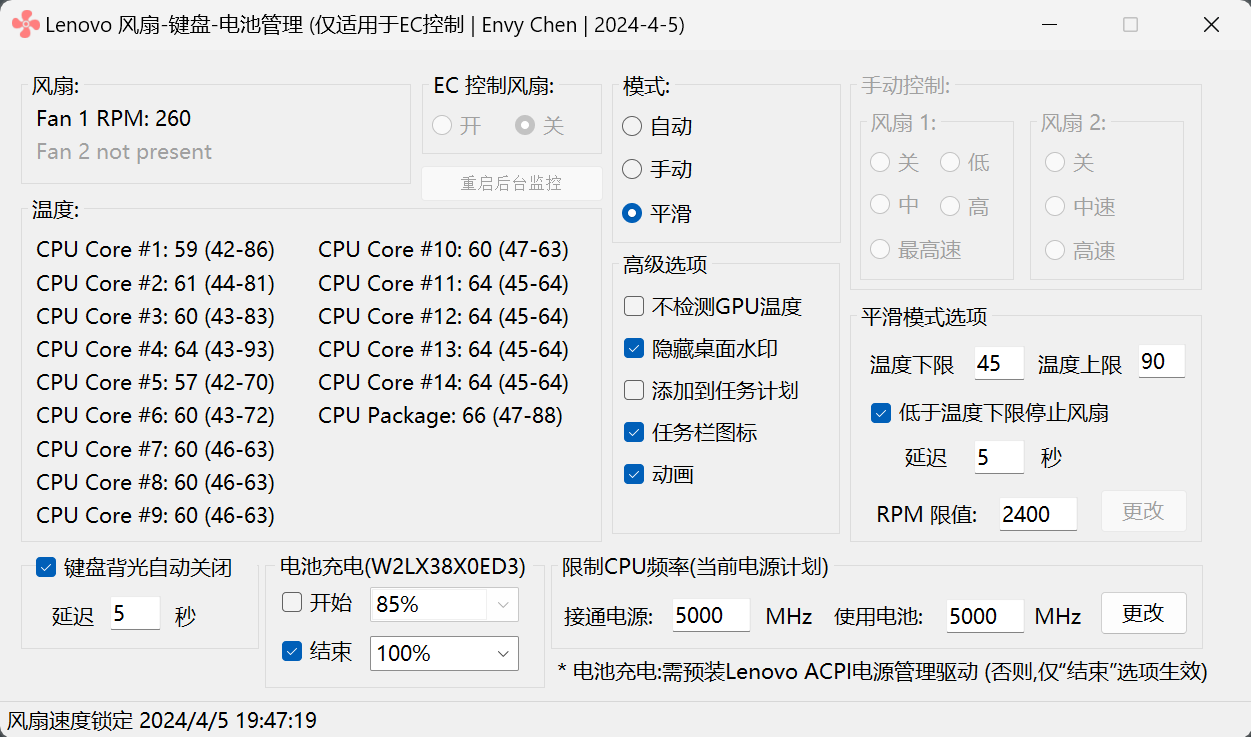 Lenovo 风扇-键盘-电池管理 (仅适用于EC控制 | Envy Chen | 2024-4-5)
风扇:
Fan 1 RPM: 260
Fan 2 not present
EC 控制风扇:
开 关
重启后台监控
模式:
自动
手动
平滑
手动控制:
风扇 1:
关 低
中 高
最高速
风扇 2:
关
中速
高速
温度:
CPU Core #1: 59 (42-86)
CPU Core #2: 61 (44-81)
CPU Core #3: 60 (43-83)
CPU Core #4: 64 (43-93)
CPU Core #5: 57 (42-70)
CPU Core #6: 60 (43-72)
CPU Core #7: 60 (46-63)
CPU Core #8: 60 (46-63)
CPU Core #9: 60 (46-63)
CPU Core #10: 60 (47-63)
CPU Core #11: 64 (45-64)
CPU Core #12: 64 (45-64)
CPU Core #13: 64 (45-64)
CPU Core #14: 64 (45-64)
CPU Package: 66 (47-88)
高级选项
不检测GPU温度
隐藏桌面水印
添加到任务计划
任务栏图标
动画
平滑模式选项
温度下限 45 温度上限 90
低于温度下限停止风扇
延迟 5 秒
RPM 限值: 2400 更改
键盘背光自动关闭
延迟 5 秒
电池充电(W2LX38X0ED3)
开始 85%
结束 100%
限制CPU频率(当前电源计划)
接通电源: 5000 MHz 使用电池: 5000 MHz 更改
* 电池充电:需预装Lenovo ACPI电源管理驱动 (否则,仅“结束”选项生效)
风扇速度锁定 2024/4/5 19:47:19